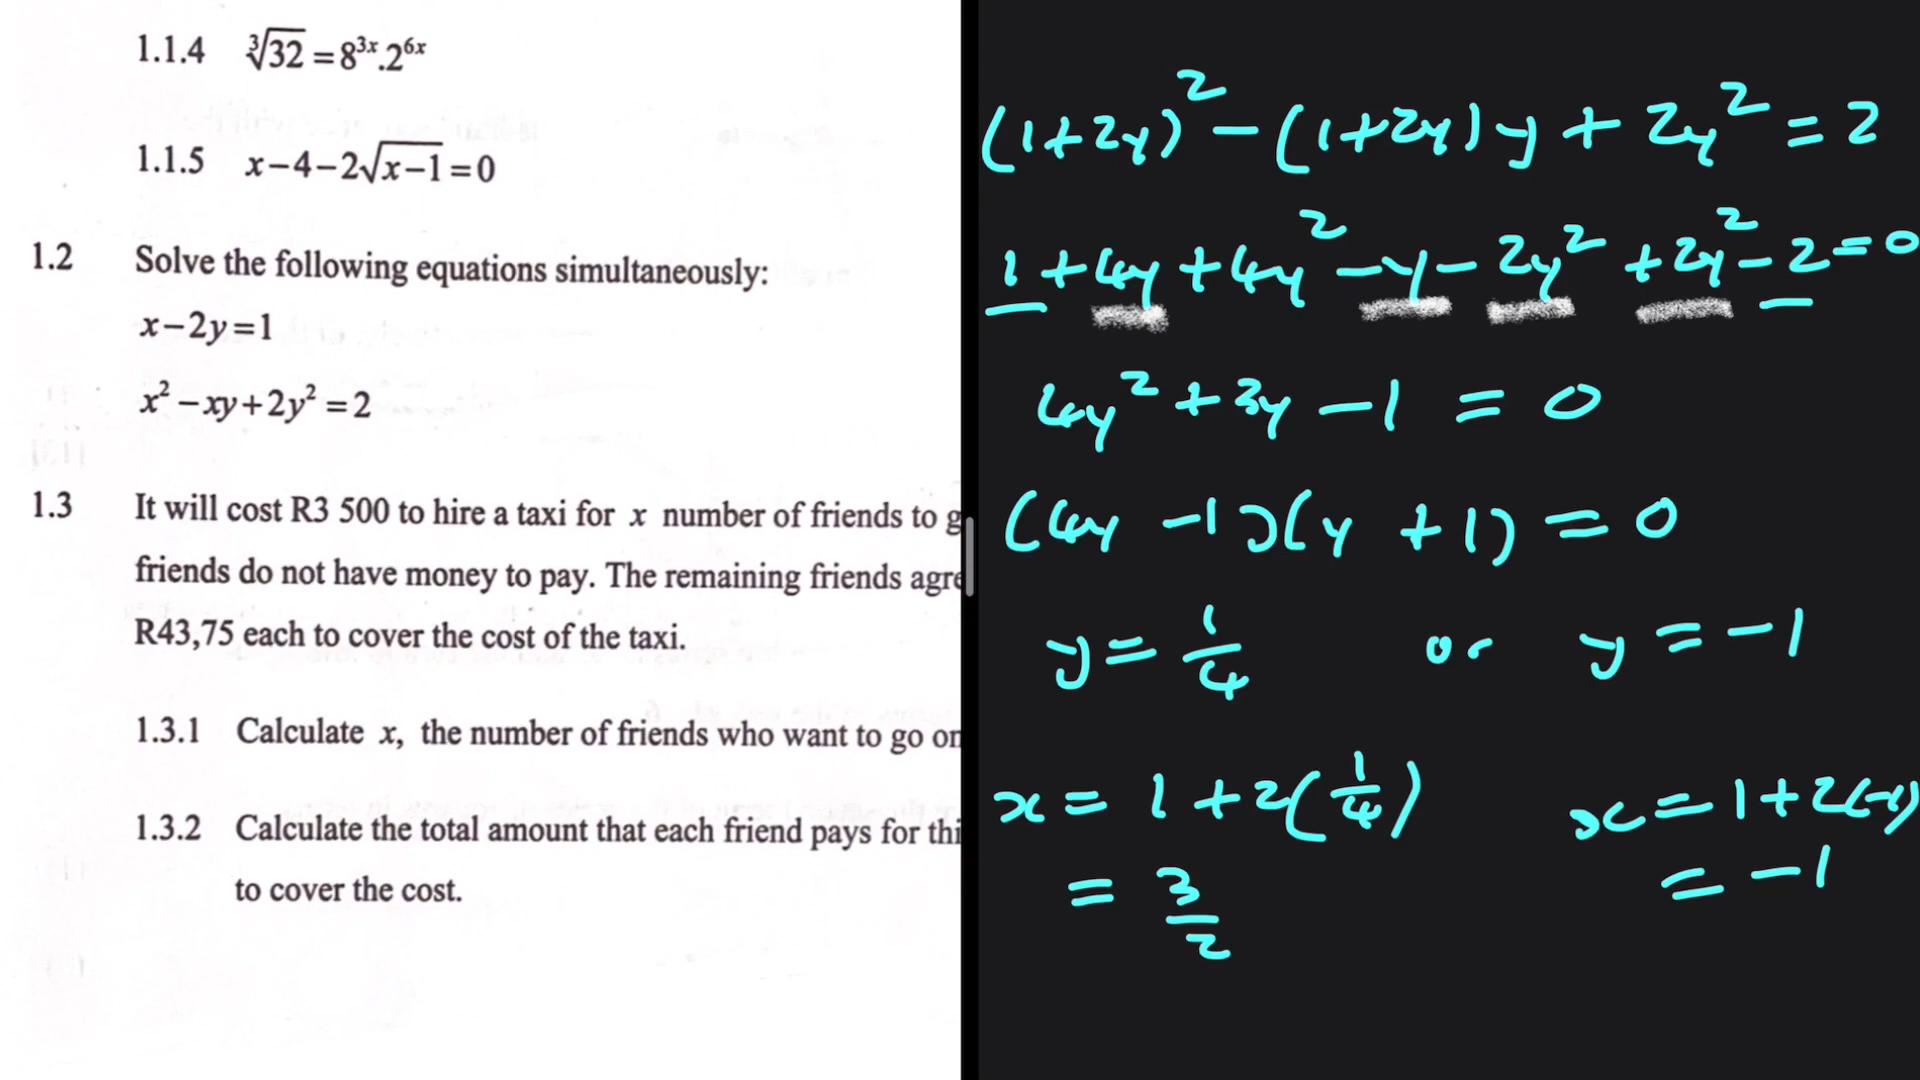 1.1.4 ∛32 = 8^{3x}.2^{6x}
1.1.5 x−4−2√(x−1) = 0
1.2 Solve the following equations simultaneously:
x−2y=1
x² − xy+2y² = 2
1.3 It will cost R3 500 to hire a taxi for x number of friends to g
friends do not have money to pay. The remaining friends agre
R43,75 each to cover the cost of the taxi.
1.3.1 Calculate x, the number of friends who want to go on
1.3.2 Calculate the total amount that each friend pays for thi
to cover the cost.
(1+2y)² − (1+2y)y + 2y² = 2
1 + 4y + 4y² − y − 2y² + 2y² − 2 = 0
4y² + 3y − 1 = 0
(4y −1)(y +1) = 0
y = 1/4 or y = −1
x = 1 + 2(1/4) x = 1+2(-1)
= 3/2 = −1